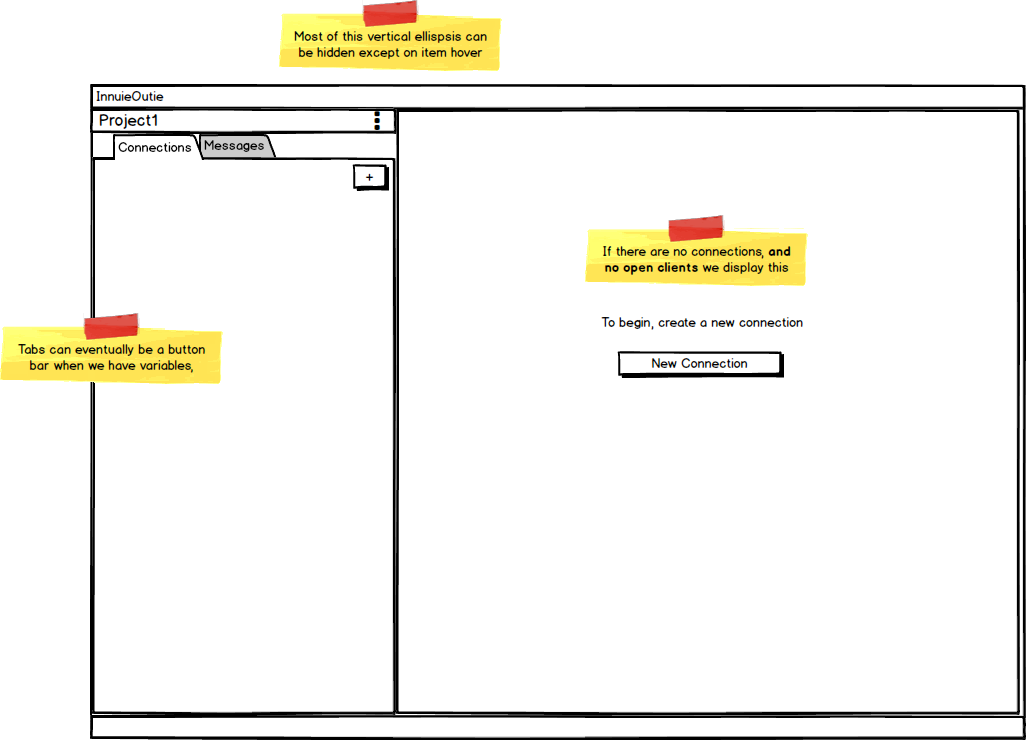 Most of this vertical ellispsis can
be hidden except on item hover
InnuieOutie
Project1
Connections
Messages
+
If there are no connections, and
no open clients we display this
To begin, create a new connection
New Connection
Tabs can eventually be a button
bar when we have variables,